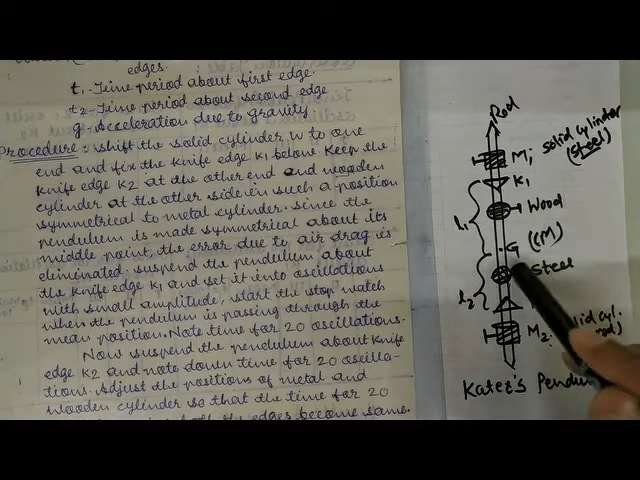 edges.
t1 - Time period about first edge.
t2 - Time period about second edge
g - Acceleration due to gravity
Procedure : Shift the solid cylinder W to one
end and fix the knife edge K1 below. Keep the
knife edge K2 at the other end and wooden
cylinder at the other side in such a position
symmetrical to metal cylinder. Since the
pendulum is made symmetrical about its
middle point, the error due to air drag is
eliminated. suspend the pendulum about
the knife edge K1 and set it into oscillations
with small amplitude, start the stop watch
when the pendulum is passing through the
mean position. Note time for 20 oscillations.
Now suspend the pendulum about knife
edge K2 and note down time for 20 oscilla-
tions. Adjust the positions of metal and
wooden cylinder so that the time for 20
the edges become same.
Rod
M1 solid cylinder
(steel)
K1
Wood
l1
G (CM)
steel
l2
M2
Katez's Pendu